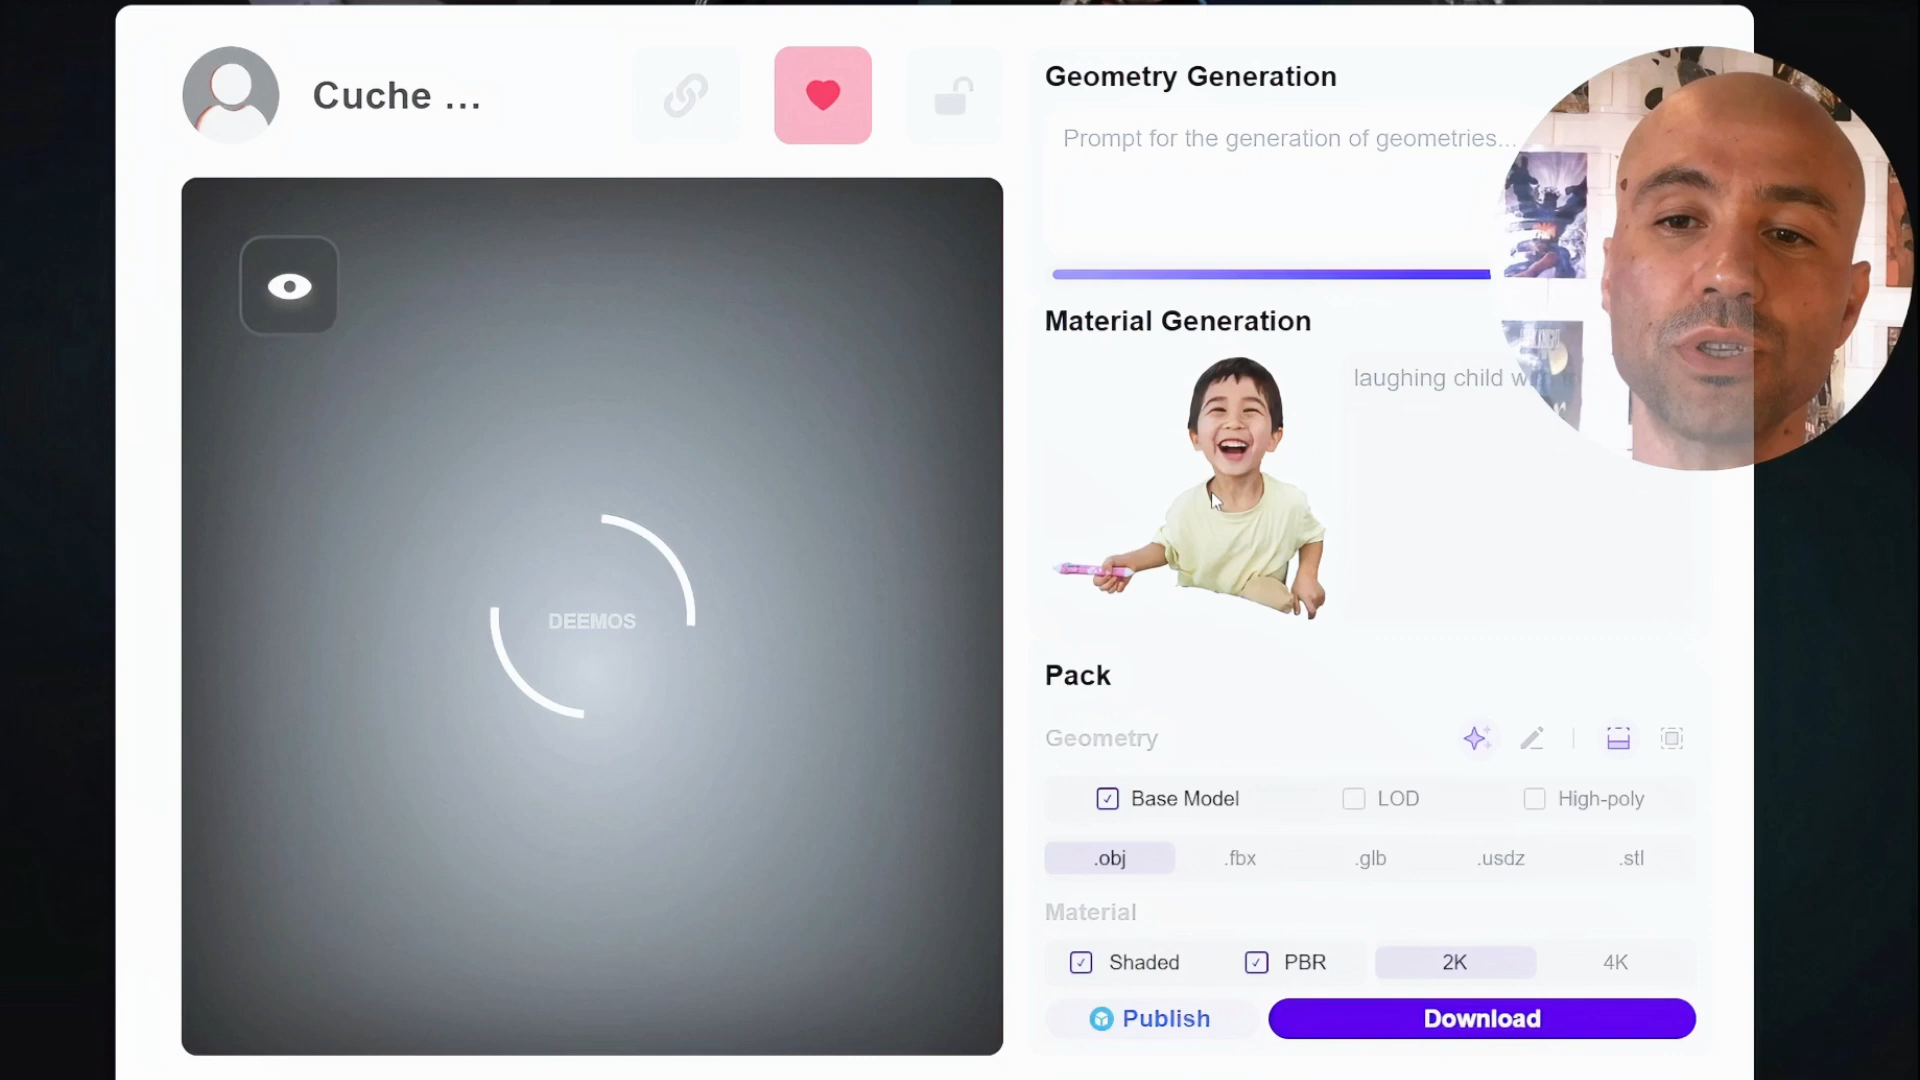 Cuche ...
Geometry Generation
Prompt for the generation of geometries...
Material Generation
laughing child
DEEMOS
Pack
Geometry
Base Model
LOD
High-poly
.obj
.fbx
.glb
.usdz
.stl
Material
Shaded
PBR
2K
4K
Publish
Download